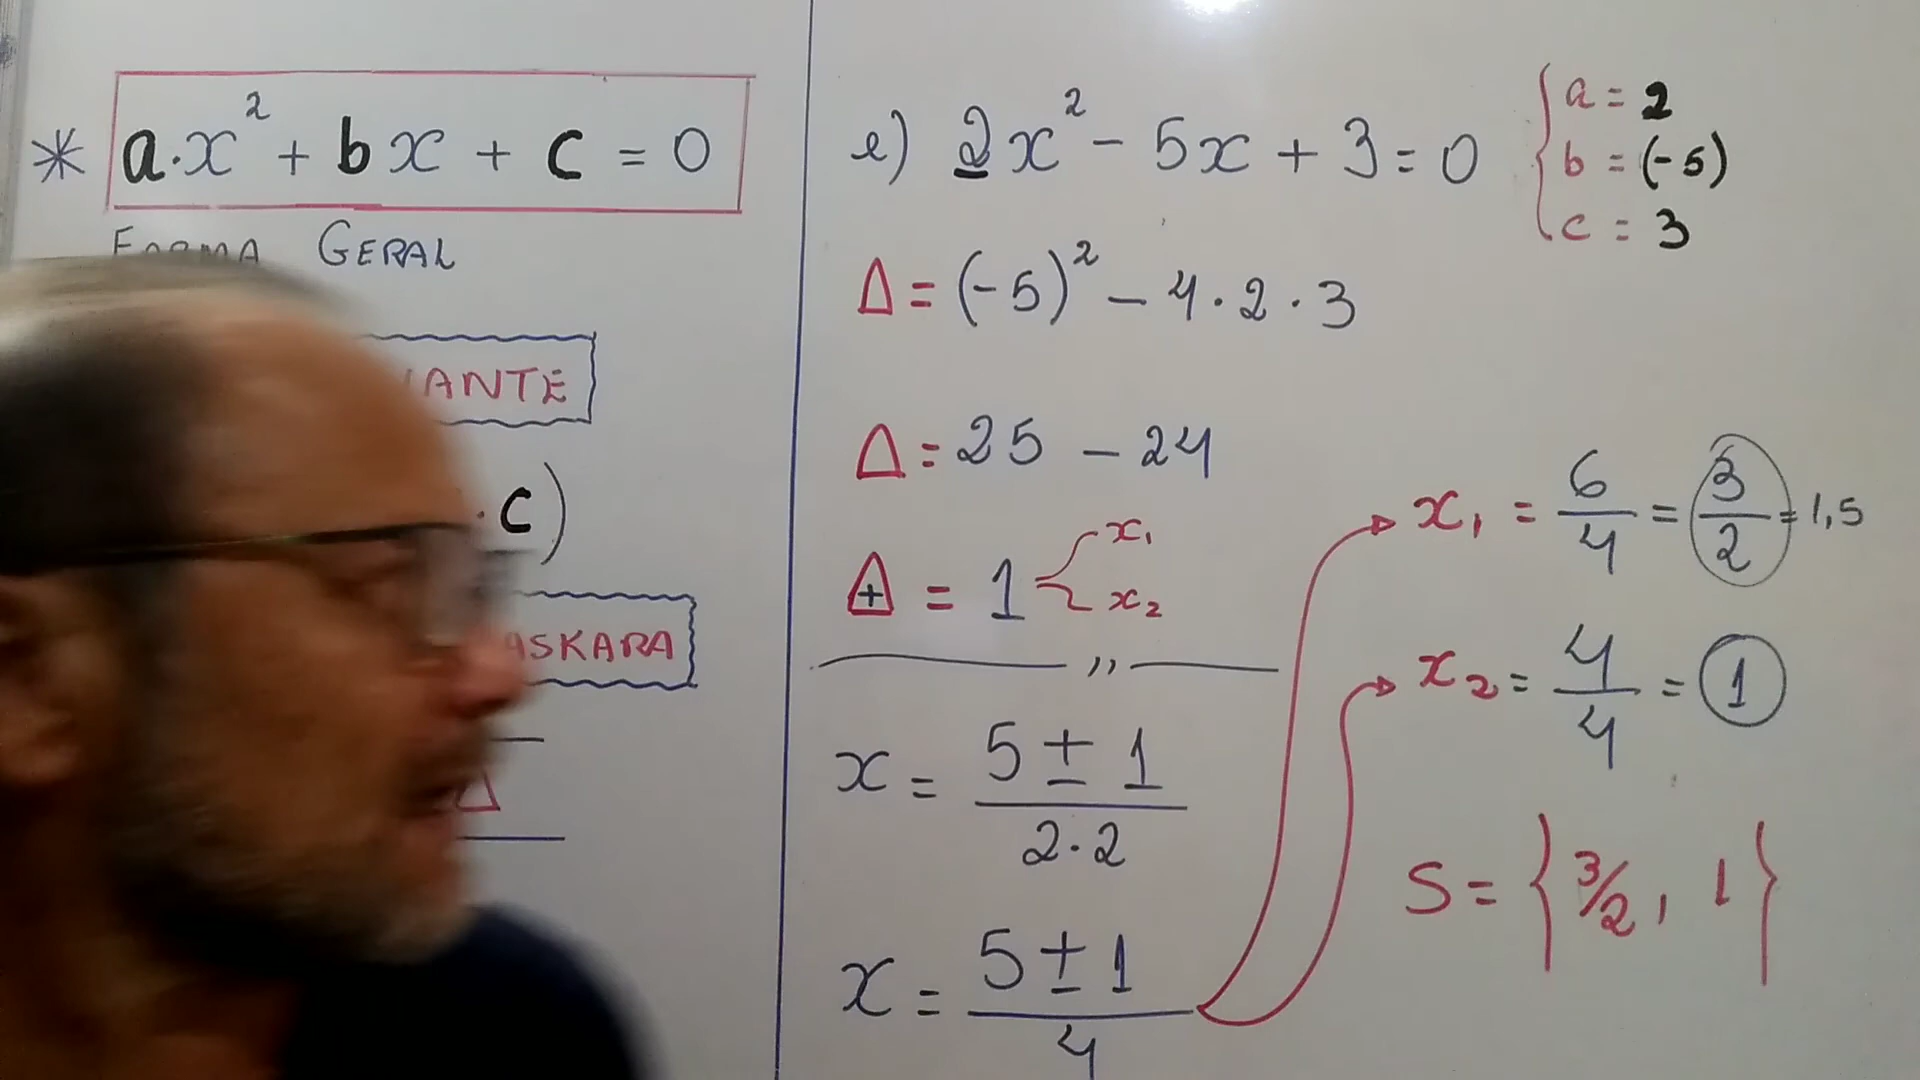 * a.x² + bx + c = 0
GERAL
. c)
Δ
e) 2x² - 5x + 3 = 0
a = 2
b = (-5)
c = 3
Δ = (-5)² - 4 . 2 . 3
Δ = 25 - 24
Δ + = 1 x₁ x₂
,,
x = 5 ± 1 / 2 . 2
x = 5 ± 1 / 4
x₁ = 6/4 = 3/2 = 1,5
x₂ = 4/4 = 1
S = { 3/2 , 1 }